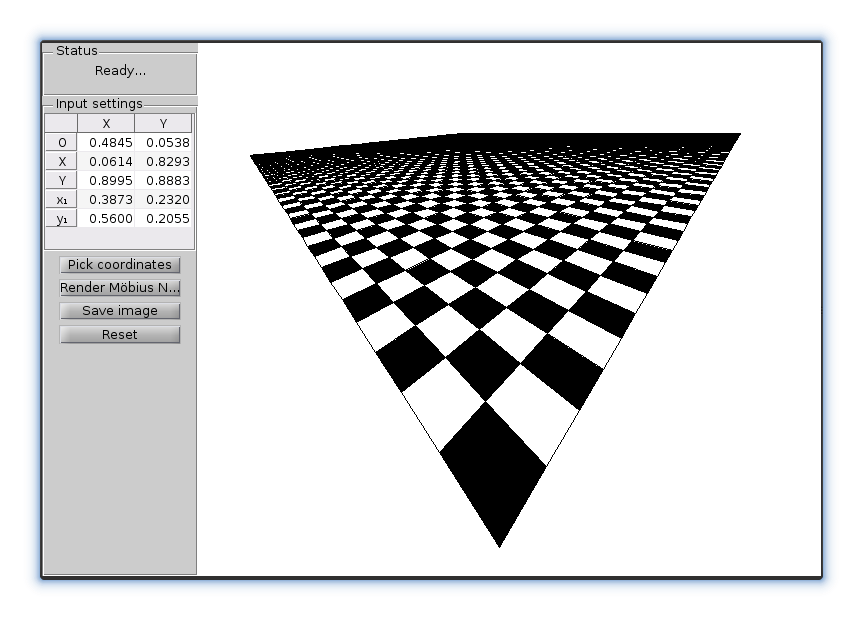 Status
Ready...
Input settings
X Y
O 0.4845 0.0538
X 0.0614 0.8293
Y 0.8995 0.8883
x₁ 0.3873 0.2320
y₁ 0.5600 0.2055
Pick coordinates
Render Möbius N...
Save image
Reset